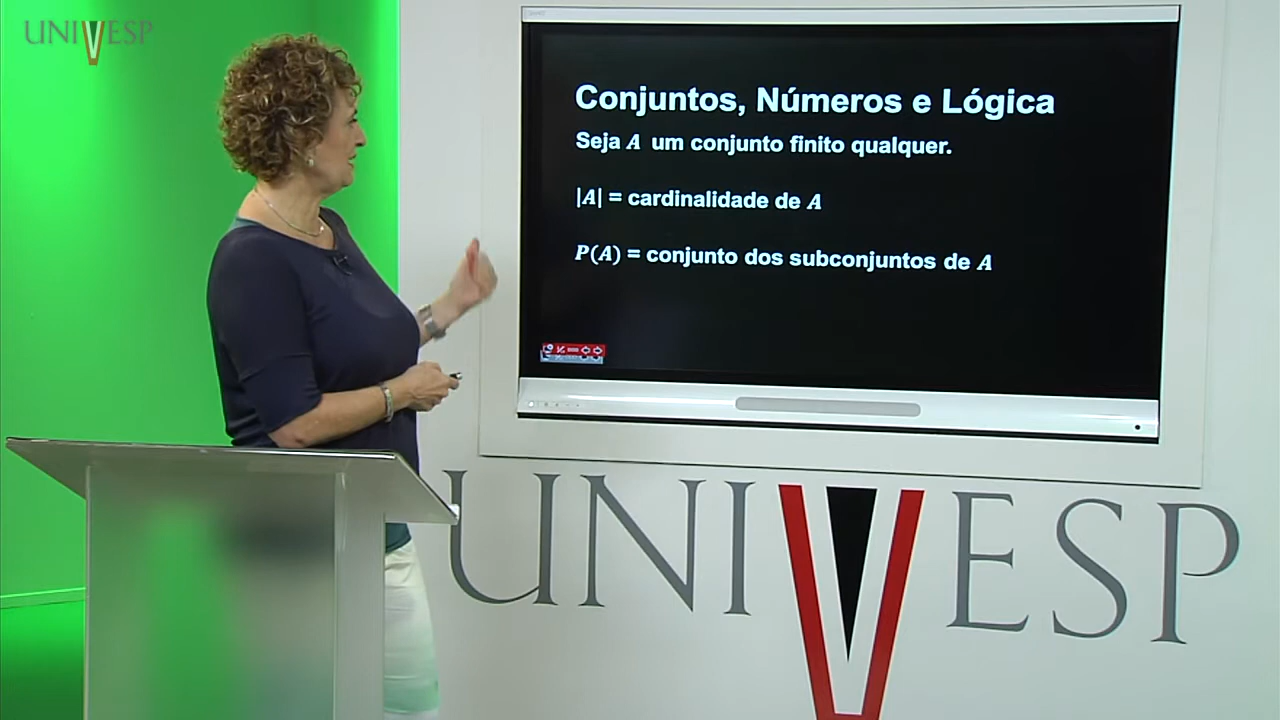 UNIVESP
Conjuntos, Números e Lógica
Seja A um conjunto finito qualquer.
|A| = cardinalidade de A
P(A) = conjunto dos subconjuntos de A
UNIVESP